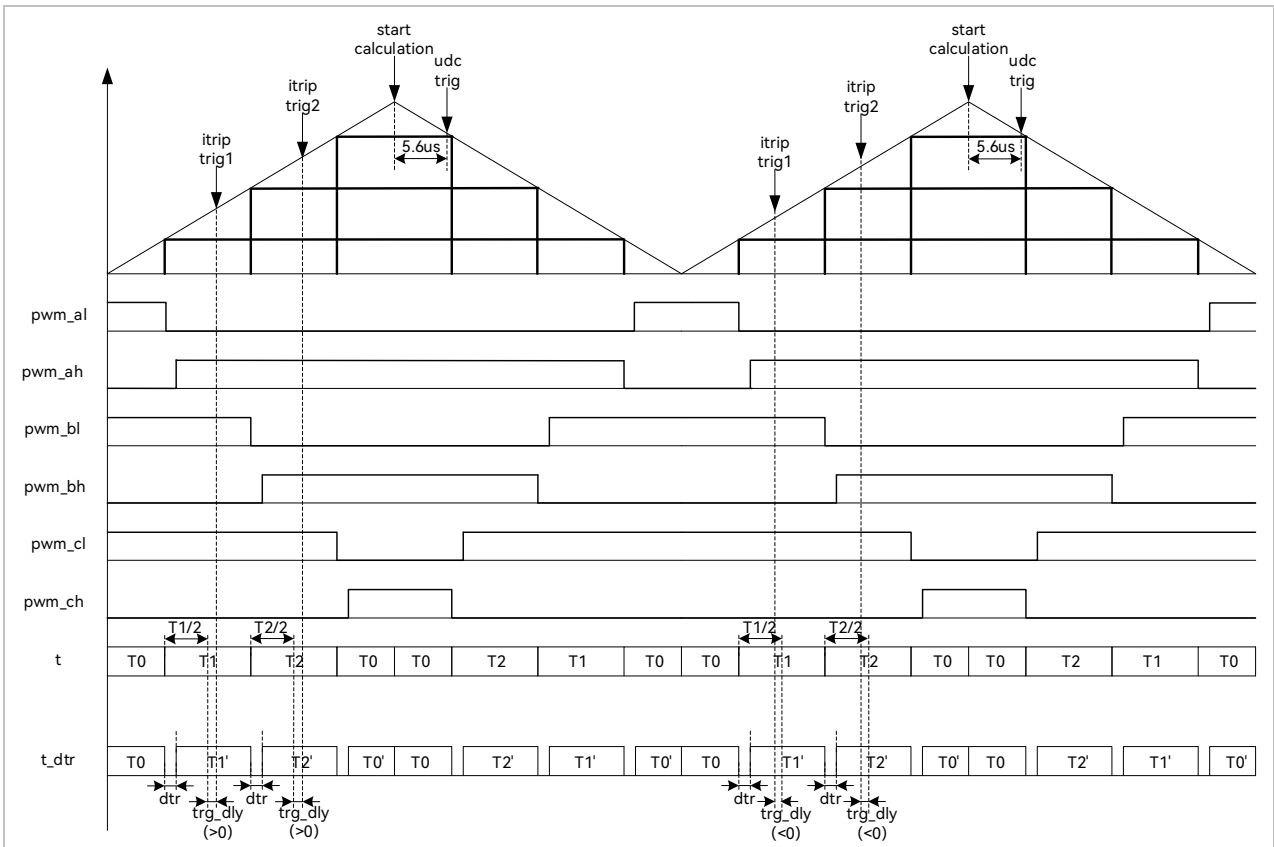 start
calculation
udc
trig
itrip
trig2
itrip
trig1
5.6us
start
calculation
udc
trig
itrip
trig2
itrip
trig1
5.6us
pwm_al
pwm_ah
pwm_bl
pwm_bh
pwm_cl
pwm_ch
T1/2 T2/2 T1/2 T2/2
t T0 T1 T2 T0 T0 T2 T1 T0 T0 T1 T2 T0 T0 T2 T1 T0
t_dtr T0 T1' T2' T0' T0 T2' T1' T0' T0 T1' T2' T0' T0 T2' T1' T0'
dtr dtr dtr dtr
trg_dly trg_dly trg_dly trg_dly
(>0) (>0) (<0) (<0)